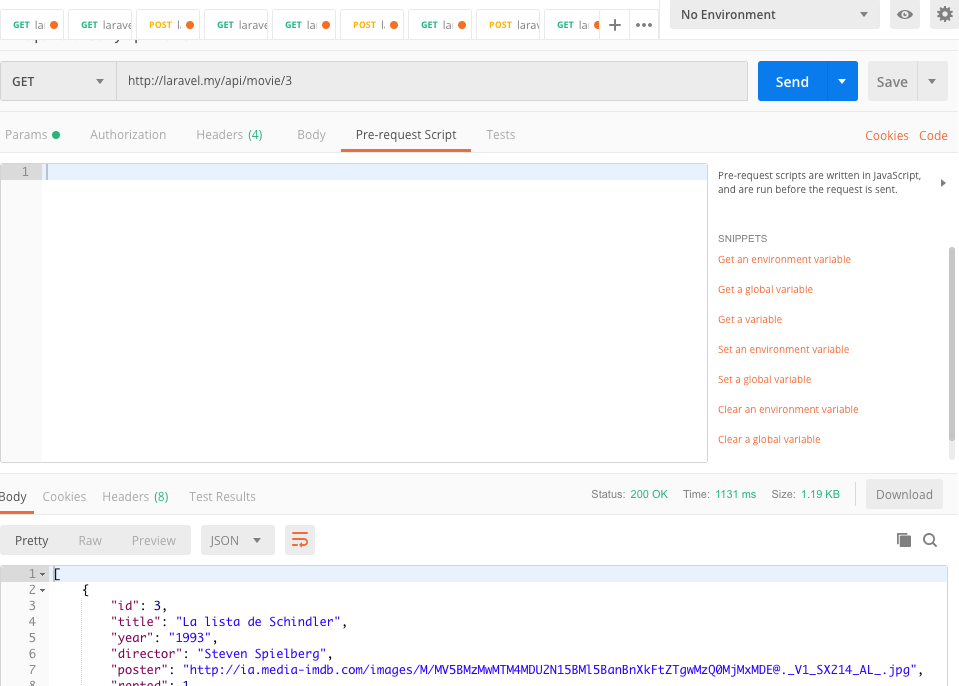 GET la GET larave POST l GET larave GET la POST l GET la POST larav GET la + ••• No Environment
GET http://laravel.my/api/movie/3 Send Save
Params Authorization Headers (4) Body Pre-request Script Tests Cookies Code
1
Pre-request scripts are written in JavaScript,
and are run before the request is sent.
SNIPPETS
Get an environment variable
Get a global variable
Get a variable
Set an environment variable
Set a global variable
Clear an environment variable
Clear a global variable
Body Cookies Headers (8) Test Results Status: 200 OK Time: 1131 ms Size: 1.19 KB Download
Pretty Raw Preview JSON
1 [
2 {
3 "id": 3,
4 "title": "La lista de Schindler",
5 "year": "1993",
6 "director": "Steven Spielberg",
7 "poster": "http://ia.media-imdb.com/images/M/MV5BMzMwMTM4MDU2N15BMl5BanBnXkFtZTgwMzQ0MjMxMDE@._V1_SX214_AL_.jpg",
8 "rented": 1